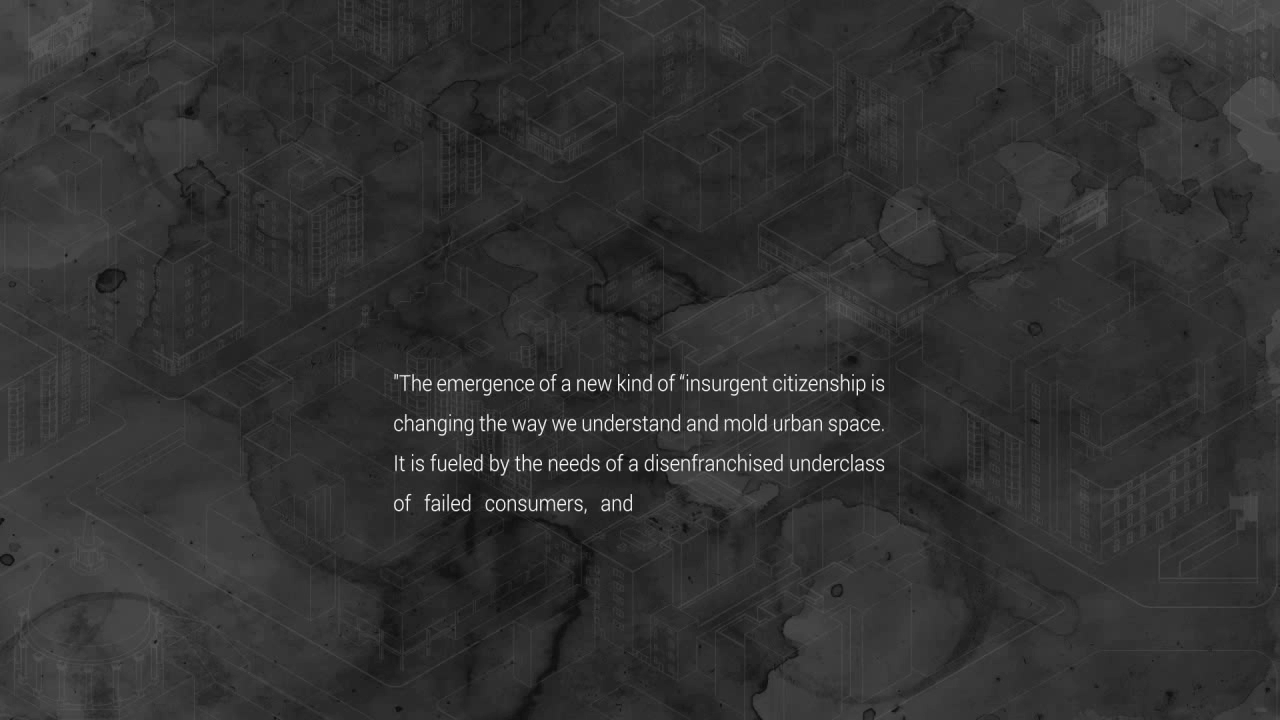 "The emergence of a new kind of “insurgent citizenship is
changing the way we understand and mold urban space.
It is fueled by the needs of a disenfranchised underclass
of failed consumers, and